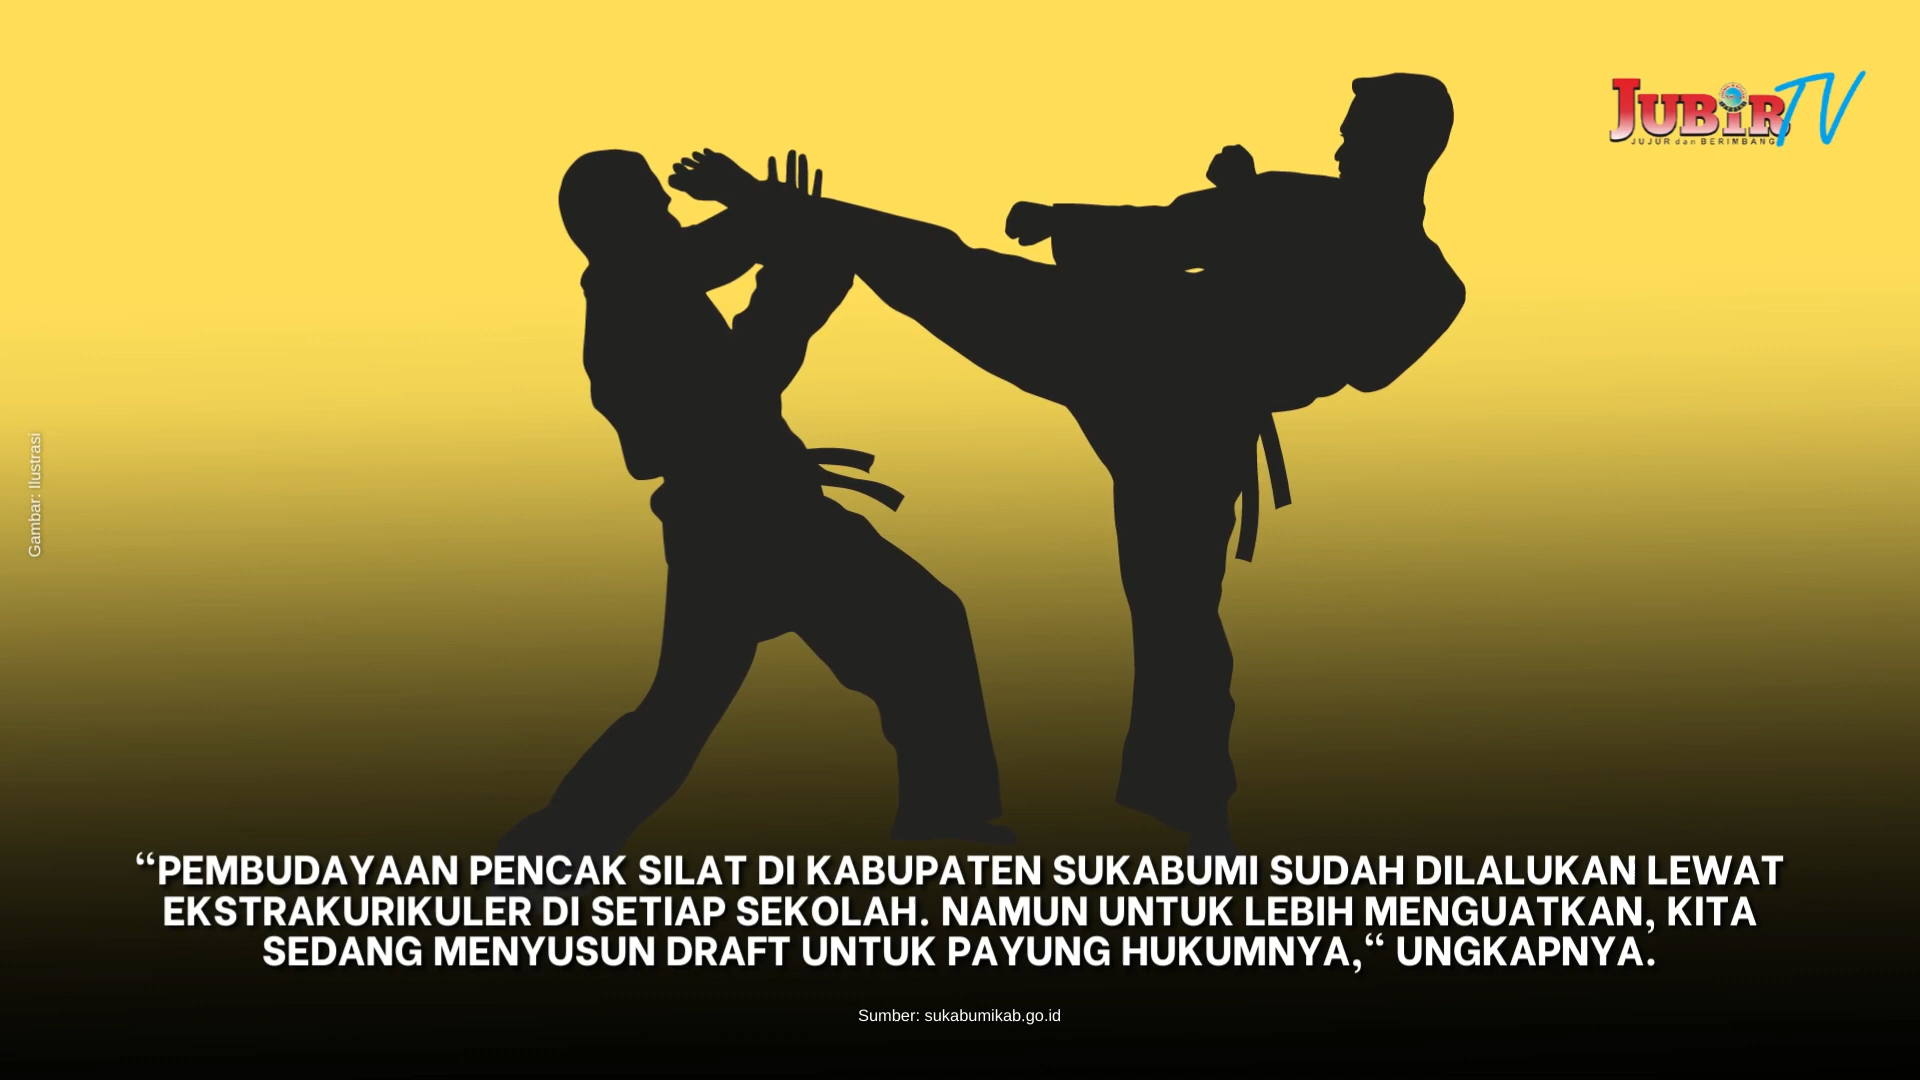 JUBIR TV
JUJUR dan BERIMBANG
Gambar: Ilustrasi
“PEMBUDAYAAN PENCAK SILAT DI KABUPATEN SUKABUMI SUDAH DILALUKAN LEWAT
EKSTRAKURIKULER DI SETIAP SEKOLAH. NAMUN UNTUK LEBIH MENGUATKAN, KITA
SEDANG MENYUSUN DRAFT UNTUK PAYUNG HUKUMNYA,“ UNGKAPNYA.
Sumber: sukabumikab.go.id